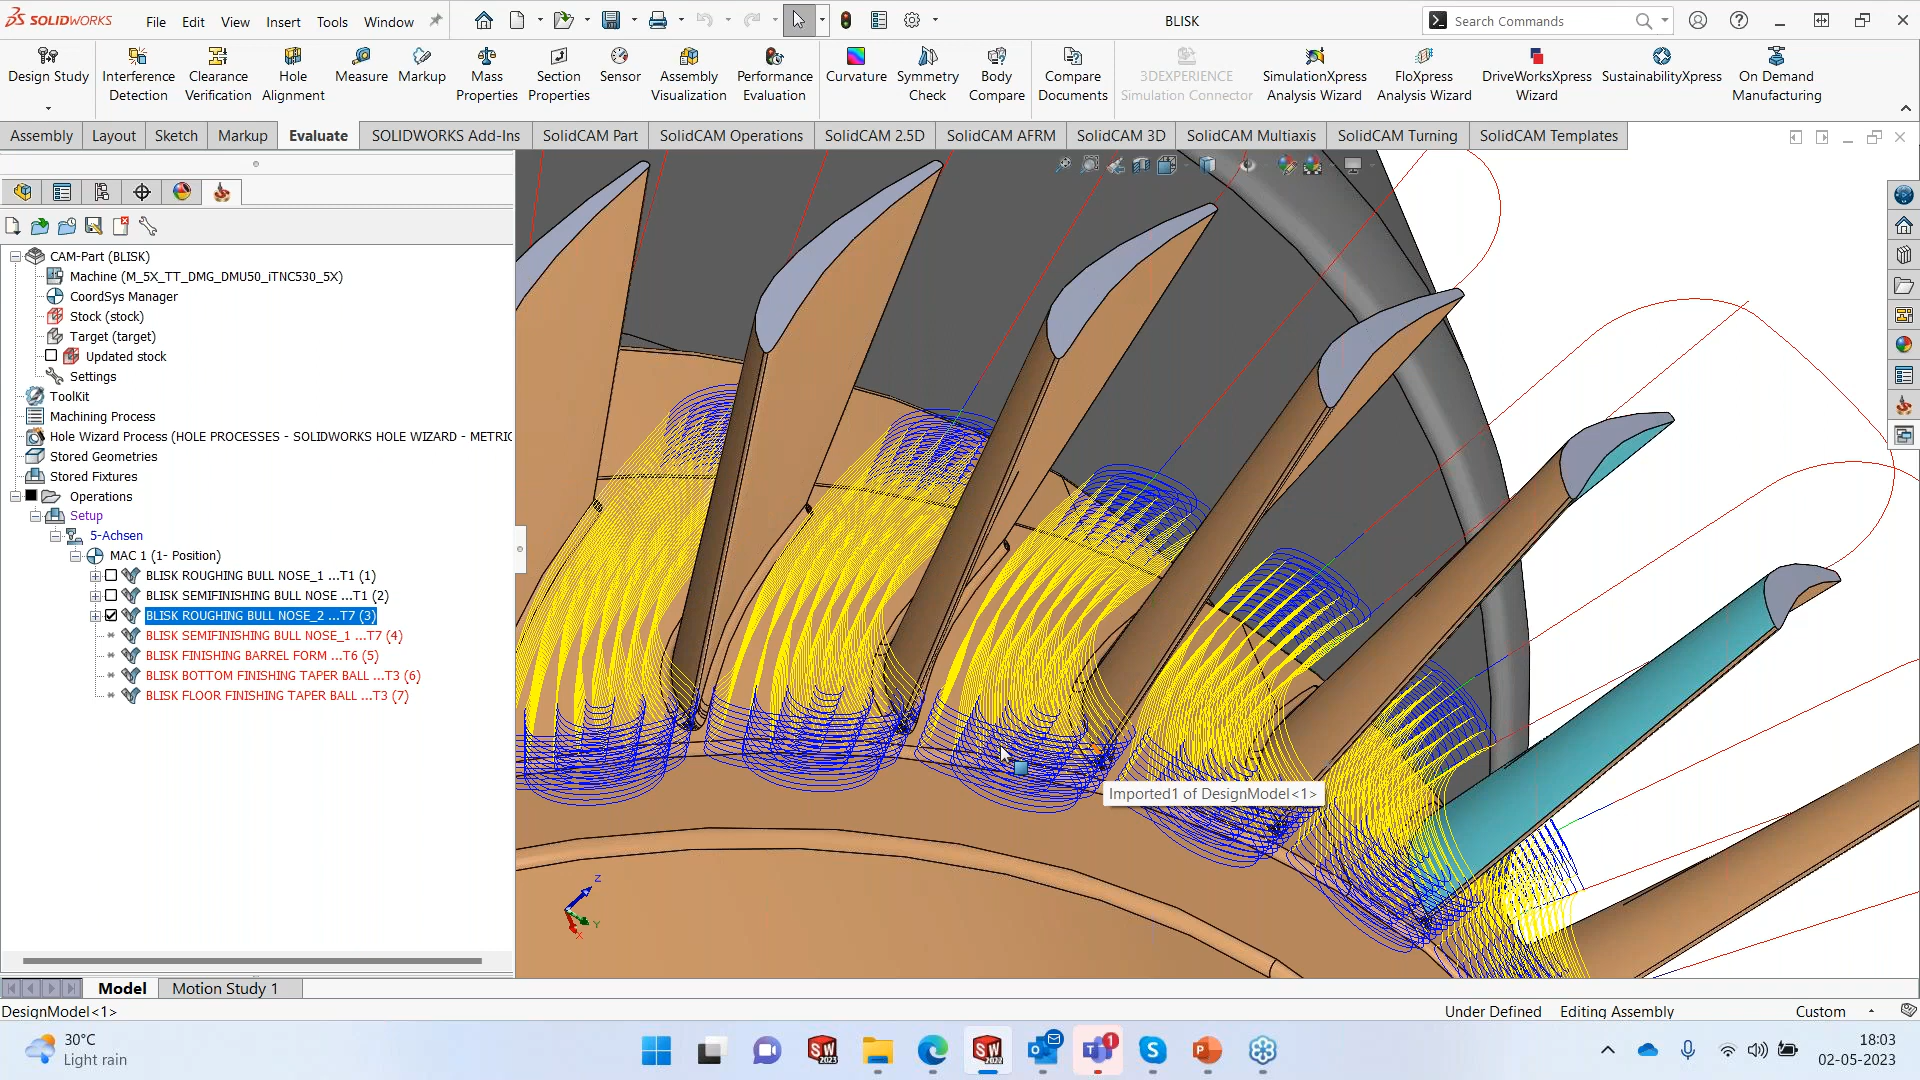 SOLIDWORKS File Edit View Insert Tools Window BLISK Search Commands
Design Study Interference Detection Clearance Verification Hole Alignment Measure Markup Mass Properties Section Properties Sensor Assembly Visualization Performance Evaluation Curvature Symmetry Check Body Compare Compare Documents 3DEXPERIENCE Simulation Connector SimulationXpress Analysis Wizard FloXpress Analysis Wizard DriveWorksXpress Wizard SustainabilityXpress On Demand Manufacturing
Assembly Layout Sketch Markup Evaluate SOLIDWORKS Add-Ins SolidCAM Part SolidCAM Operations SolidCAM 2.5D SolidCAM AFRM SolidCAM 3D SolidCAM Multiaxis SolidCAM Turning SolidCAM Templates
CAM-Part (BLISK)
Machine (M_5X_TT_DMG_DMU50_iTNC530_5X)
CoordSys Manager
Stock (stock)
Target (target)
Updated stock
Settings
ToolKit
Machining Process
Hole Wizard Process (HOLE PROCESSES - SOLIDWORKS HOLE WIZARD - METRIC
Stored Geometries
Stored Fixtures
Operations
Setup
5-Achsen
MAC 1 (1- Position)
BLISK ROUGHING BULL NOSE_1 ...T1 (1)
BLISK SEMIFINISHING BULL NOSE ...T1 (2)
BLISK ROUGHING BULL NOSE_2 ...T7 (3)
BLISK SEMIFINISHING BULL NOSE_1 ...T7 (4)
BLISK FINISHING BARREL FORM ...T6 (5)
BLISK BOTTOM FINISHING TAPER BALL ...T3 (6)
BLISK FLOOR FINISHING TAPER BALL ...T3 (7)
Imported1 of DesignModel<1>
Z
Y
X
Model Motion Study 1
DesignModel<1> Under Defined Editing Assembly Custom
30°C
Light rain
SW 2023
SW
1
18:03
02-05-2023